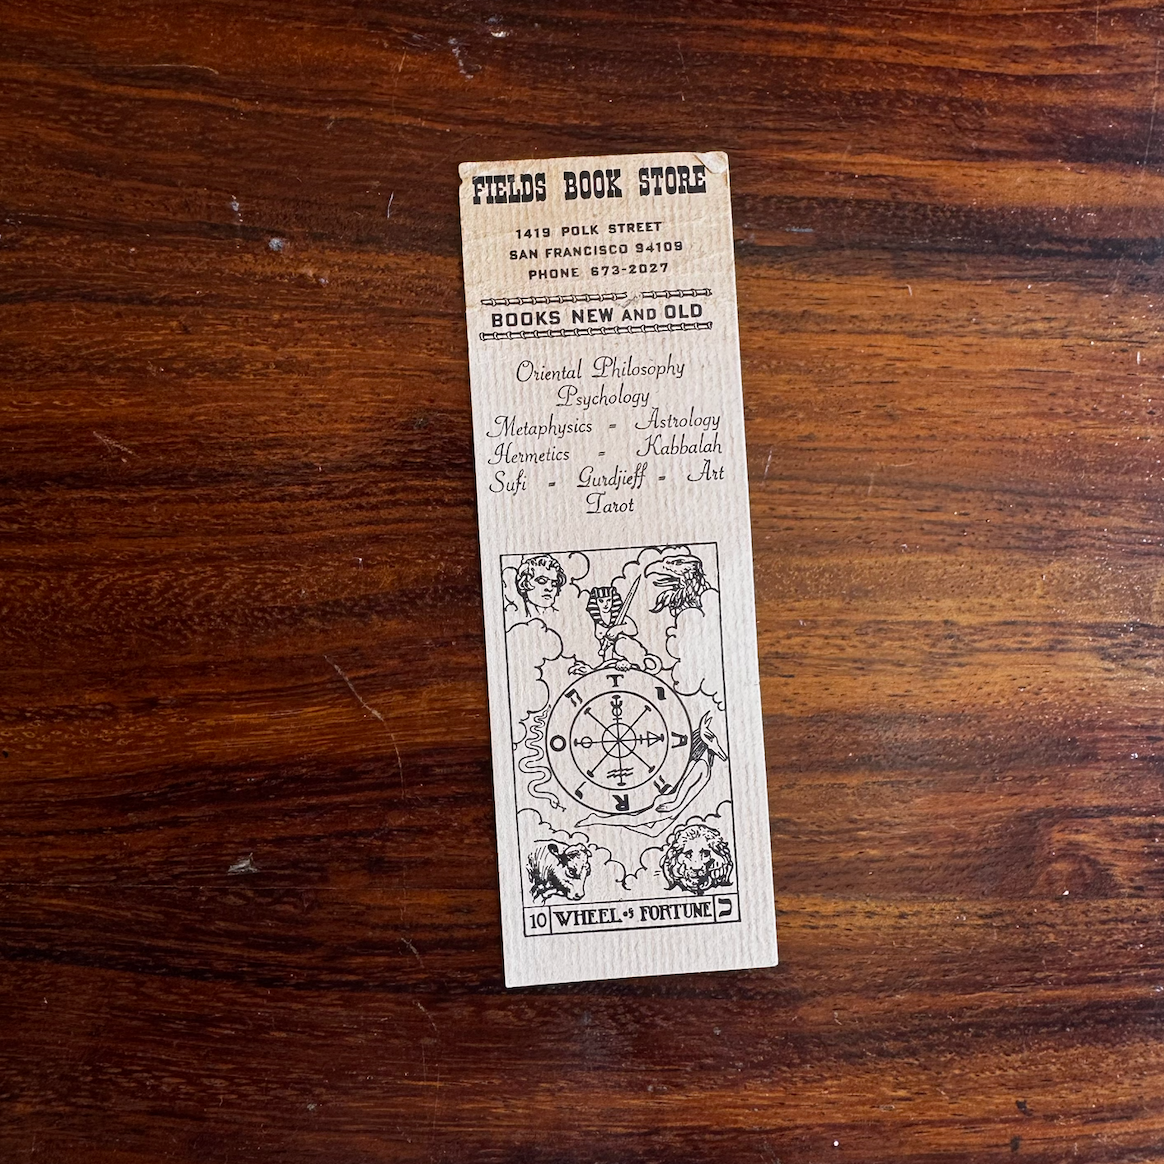 FIELDS BOOK STORE
1419 POLK STREET
SAN FRANCISCO 94109
PHONE 673-2027
BOOKS NEW AND OLD
Oriental Philosophy
Psychology
Metaphysics = Astrology
Hermetics = Kabbalah
Sufi = Gurdjieff = Art
Tarot
T
A
R
O
10 WHEEL of FORTUNE כ